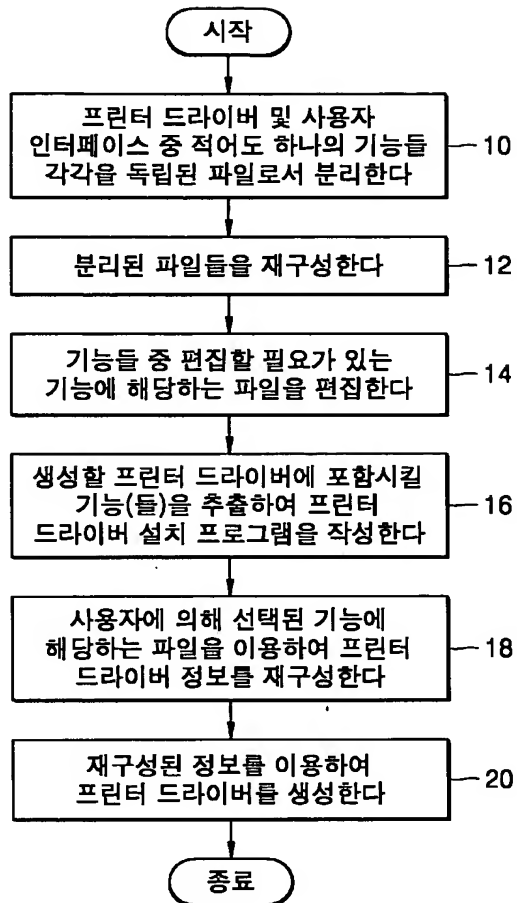 시작
프린터 드라이버 및 사용자
인터페이스 중 적어도 하나의 기능들
각각을 독립된 파일로서 분리한다
10
분리된 파일들을 재구성한다
12
기능들 중 편집할 필요가 있는
기능에 해당하는 파일을 편집한다
14
생성할 프린터 드라이버에 포함시킬
기능(들)을 추출하여 프린터
드라이버 설치 프로그램을 작성한다
16
사용자에 의해 선택된 기능에
해당하는 파일을 이용하여 프린터
드라이버 정보를 재구성한다
18
재구성된 정보를 이용하여
프린터 드라이버를 생성한다
20
종료